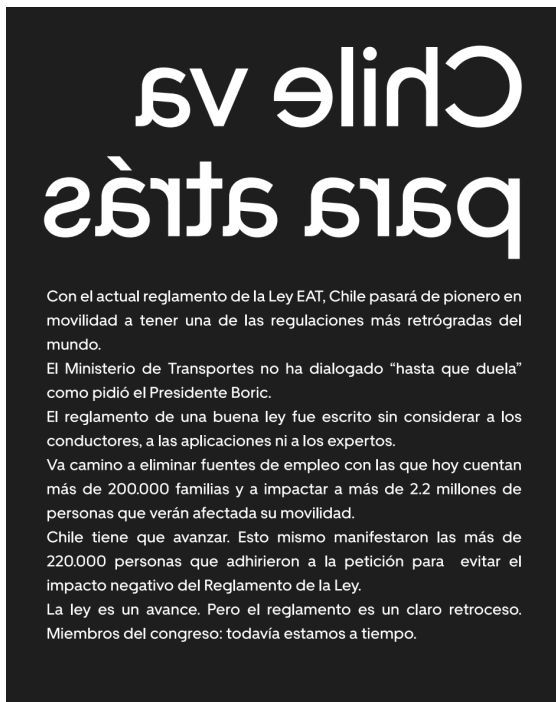 Chile va
para atrás
Con el actual reglamento de la Ley EAT, Chile pasará de pionero en
movilidad a tener una de las regulaciones más retrógradas del
mundo.
El Ministerio de Transportes no ha dialogado “hasta que duela”
como pidió el Presidente Boric.
El reglamento de una buena ley fue escrito sin considerar a los
conductores, a las aplicaciones ni a los expertos.
Va camino a eliminar fuentes de empleo con las que hoy cuentan
más de 200.000 familias y a impactar a más de 2.2 millones de
personas que verán afectada su movilidad.
Chile tiene que avanzar. Esto mismo manifestaron las más de
220.000 personas que adhirieron a la petición para evitar el
impacto negativo del Reglamento de la Ley.
La ley es un avance. Pero el reglamento es un claro retroceso.
Miembros del congreso: todavía estamos a tiempo.